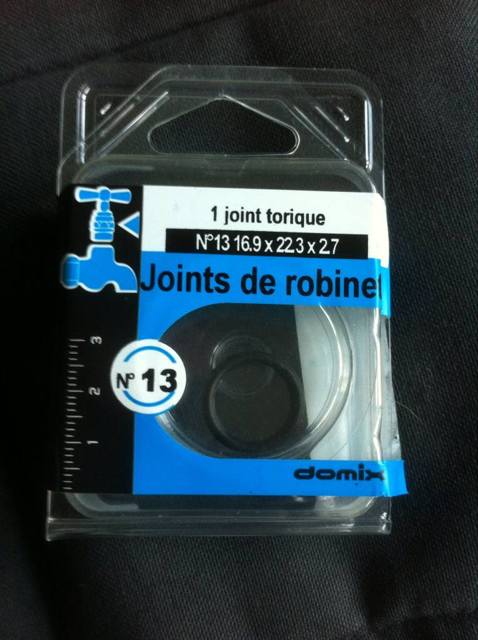 1 joint torique
N°13 16.9 x 22.3 x 2.7
Joints de robinet
N° 13
3
2
1
domix